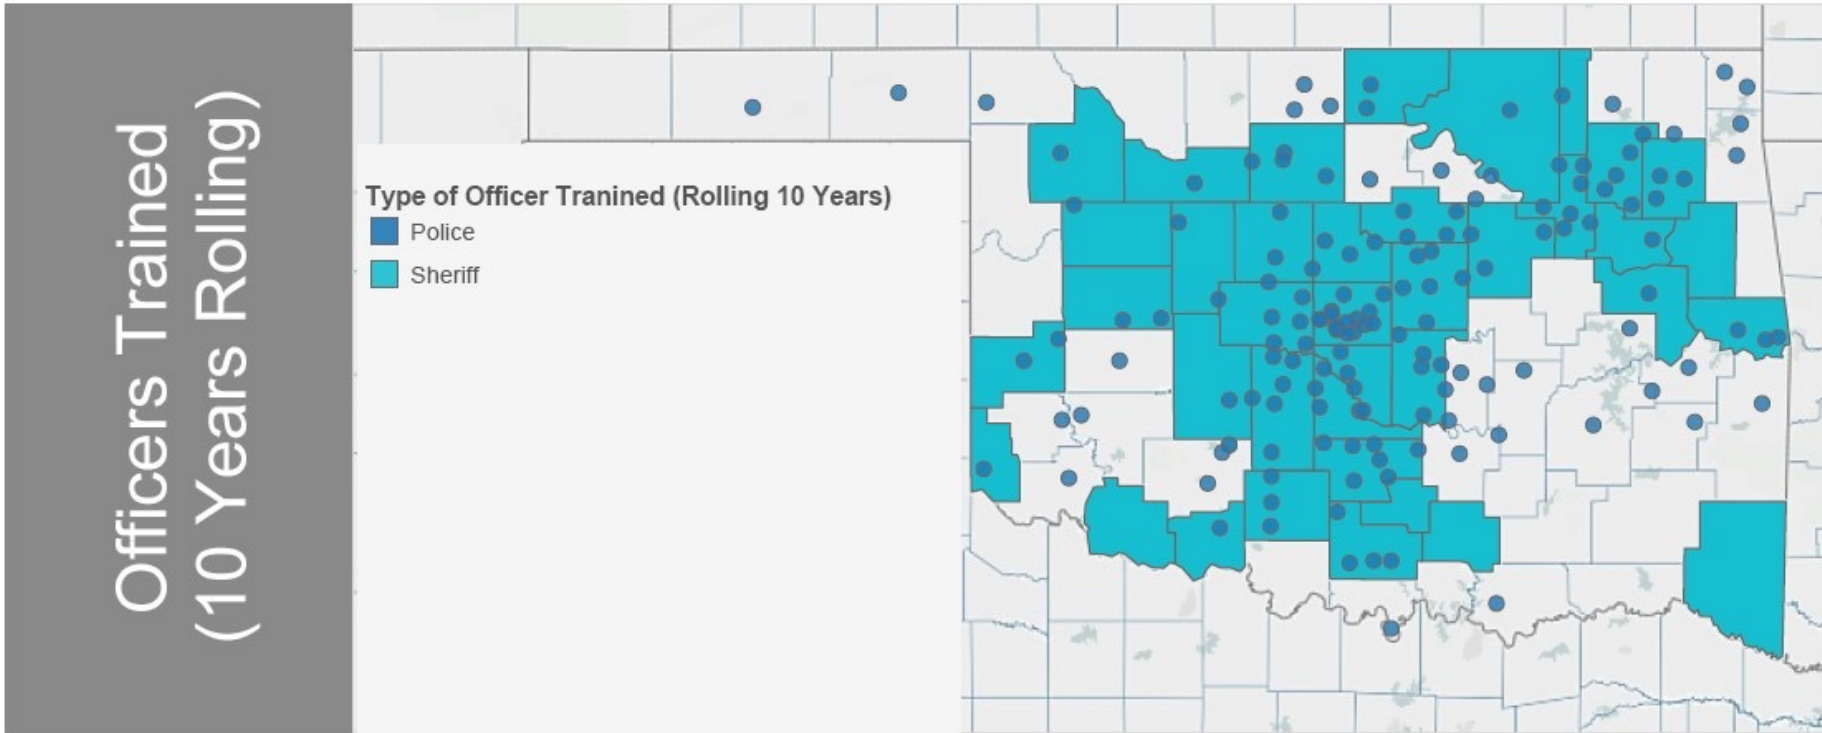 Officers Trained
(10 Years Rolling)
Type of Officer Tranined (Rolling 10 Years)
Police
Sheriff